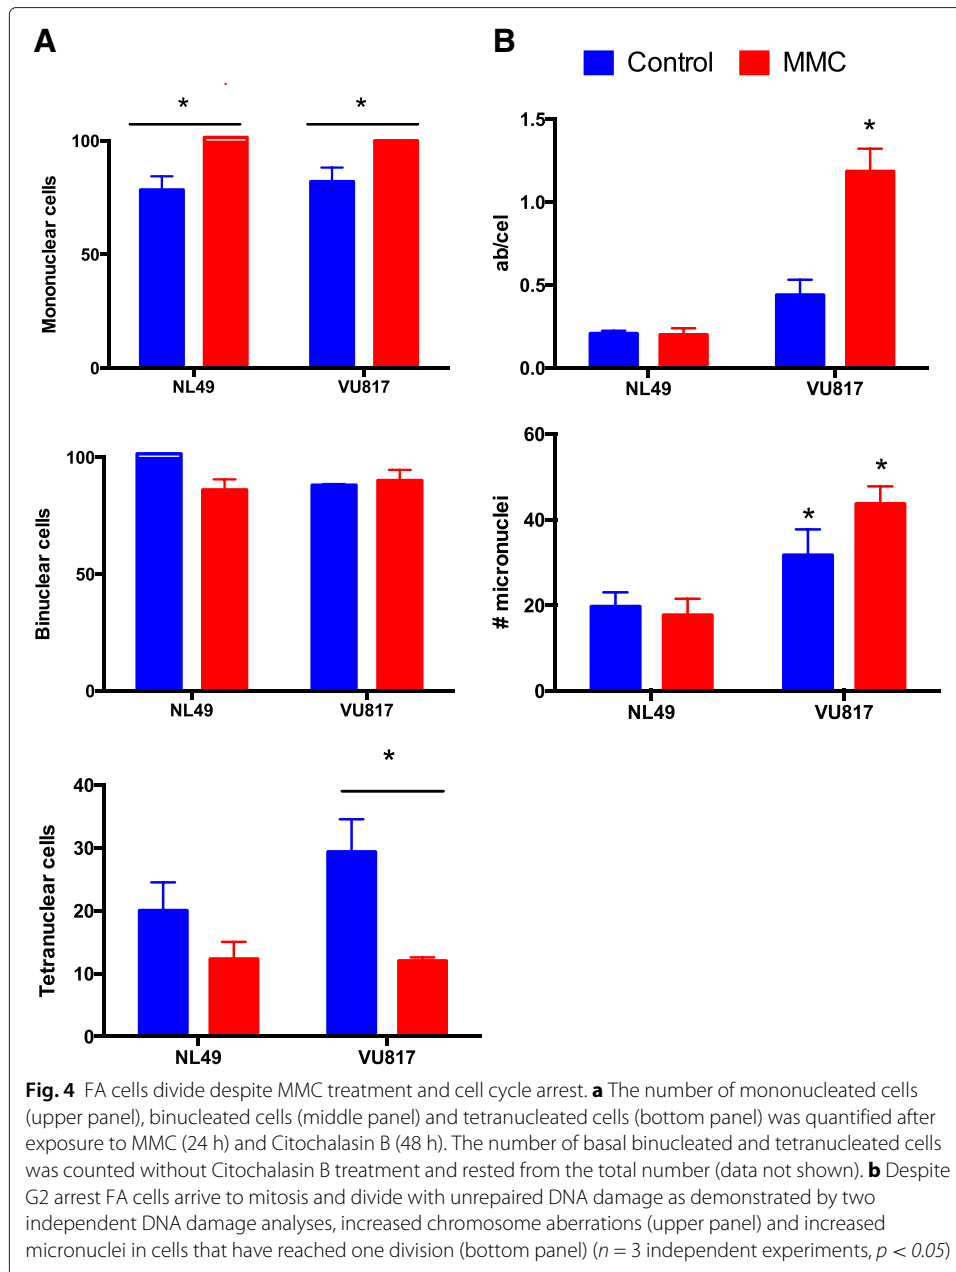 A
B
Control
MMC
*
*
Mononuclear cells
100
50
0
NL49
VU817
*
ab/cel
1.5
1.0
0.5
0.0
NL49
VU817
Binuclear cells
100
50
0
NL49
VU817
*
*
# micronuclei
60
40
20
0
NL49
VU817
*
Tetranuclear cells
40
30
20
10
0
NL49
VU817
Fig. 4 FA cells divide despite MMC treatment and cell cycle arrest. a The number of mononucleated cells
(upper panel), binucleated cells (middle panel) and tetranucleated cells (bottom panel) was quantified after
exposure to MMC (24 h) and Citochalasin B (48 h). The number of basal binucleated and tetranucleated cells
was counted without Citochalasin B treatment and rested from the total number (data not shown). b Despite
G2 arrest FA cells arrive to mitosis and divide with unrepaired DNA damage as demonstrated by two
independent DNA damage analyses, increased chromosome aberrations (upper panel) and increased
micronuclei in cells that have reached one division (bottom panel) (n = 3 independent experiments, p < 0.05)